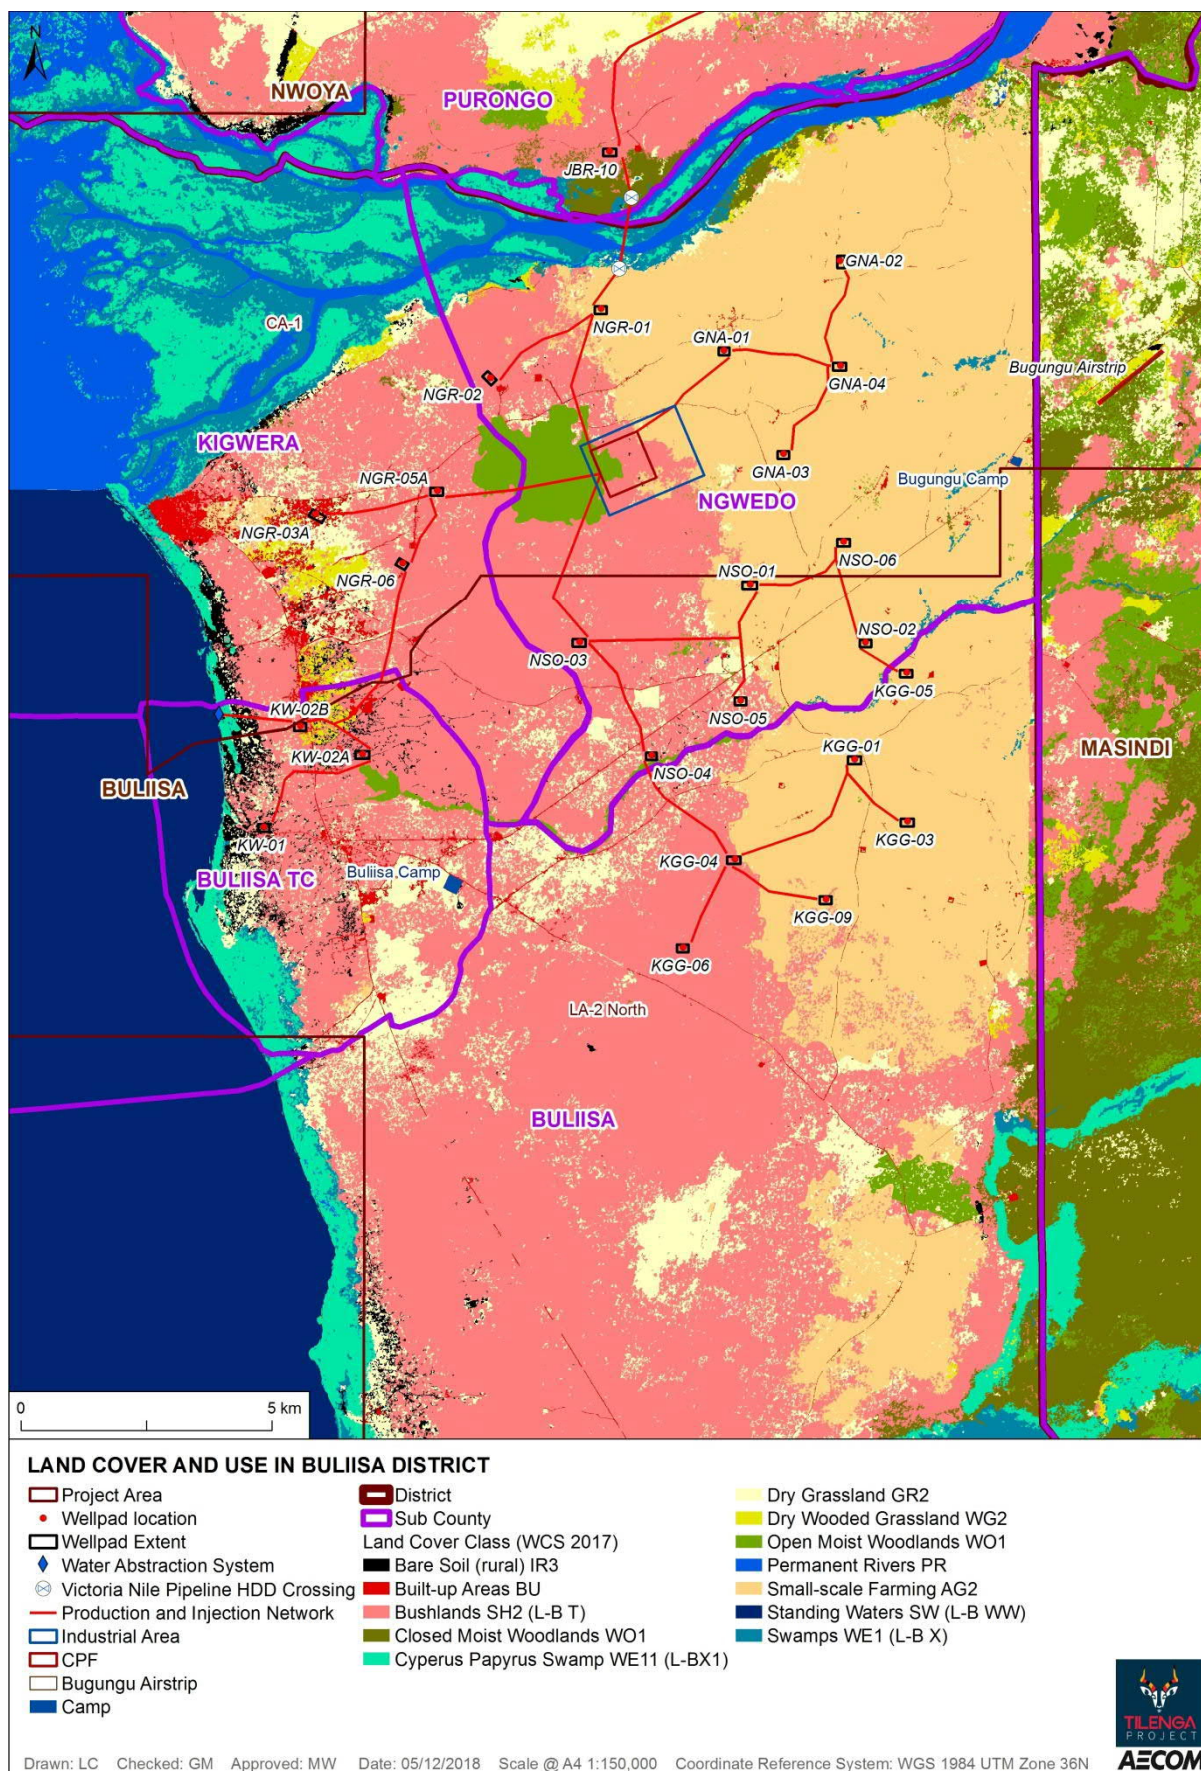 N
NWOYA
PURONGO
JBR-10
GNA-02
CA-1
NGR-01
GNA-01
GNA-04
Bugungu Airstrip
NGR-02
KIGWERA
GNA-03
NGR-05A
Bugungu Camp
NGWEDO
NGR-03A
NSO-06
NGR-06
NSO-01
NSO-02
NSO-03
KGG-05
KW-02B
NSO-05
KGG-01
MASINDI
KW-02A
NSO-04
BULIISA
KGG-03
KW-01
KGG-04
BULIISA TC
Buliisa Camp
KGG-09
KGG-06
LA-2 North
BULIISA
0 5 km
LAND COVER AND USE IN BULIISA DISTRICT
Project Area
Wellpad location
Wellpad Extent
Water Abstraction System
Victoria Nile Pipeline HDD Crossing
Production and Injection Network
Industrial Area
CPF
Bugungu Airstrip
Camp
District
Sub County
Land Cover Class (WCS 2017)
Bare Soil (rural) IR3
Built-up Areas BU
Bushlands SH2 (L-B T)
Closed Moist Woodlands WO1
Cyperus Papyrus Swamp WE11 (L-BX1)
Dry Grassland GR2
Dry Wooded Grassland WG2
Open Moist Woodlands WO1
Permanent Rivers PR
Small-scale Farming AG2
Standing Waters SW (L-B WW)
Swamps WE1 (L-B X)
TILENGA
PROJECT
AECOM
Drawn: LC Checked: GM Approved: MW Date: 05/12/2018 Scale @ A4 1:150,000 Coordinate Reference System: WGS 1984 UTM Zone 36N